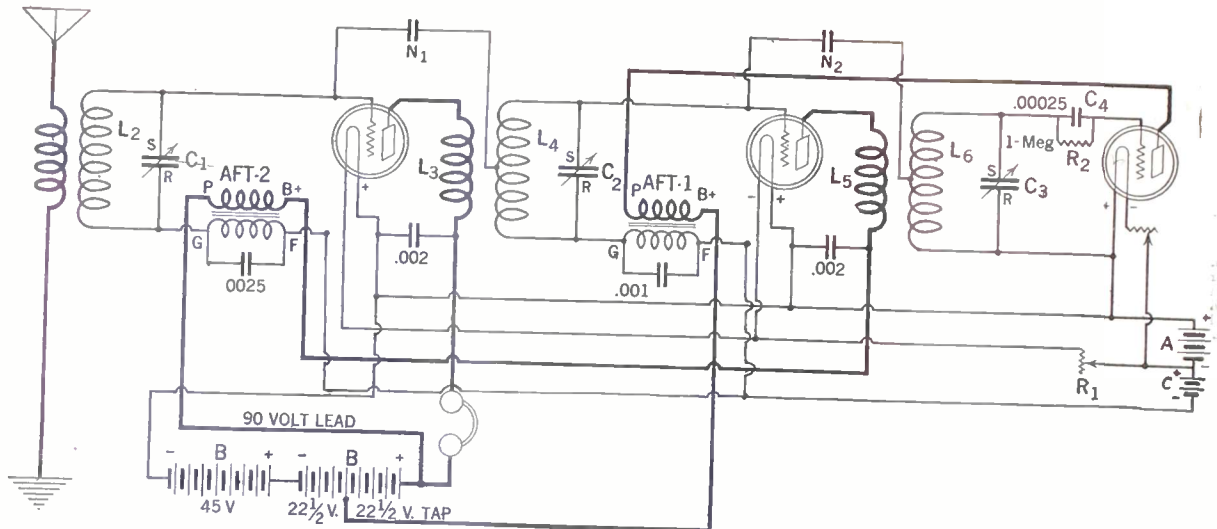 N1
N2
L2
S
C1
R
AFT-2
P
B+
G
F
0025
+
L3
.002
L4
S
C2
R
AFT-1
P
B+
G
F
.001
-
+
L5
.002
L6
.00025
C4
1-Meg
R2
S
C3
R
+
-
+
A
-
C
+
-
R1
90 VOLT LEAD
- B +
- B +
45 V
22½ V. 22½ V. TAP